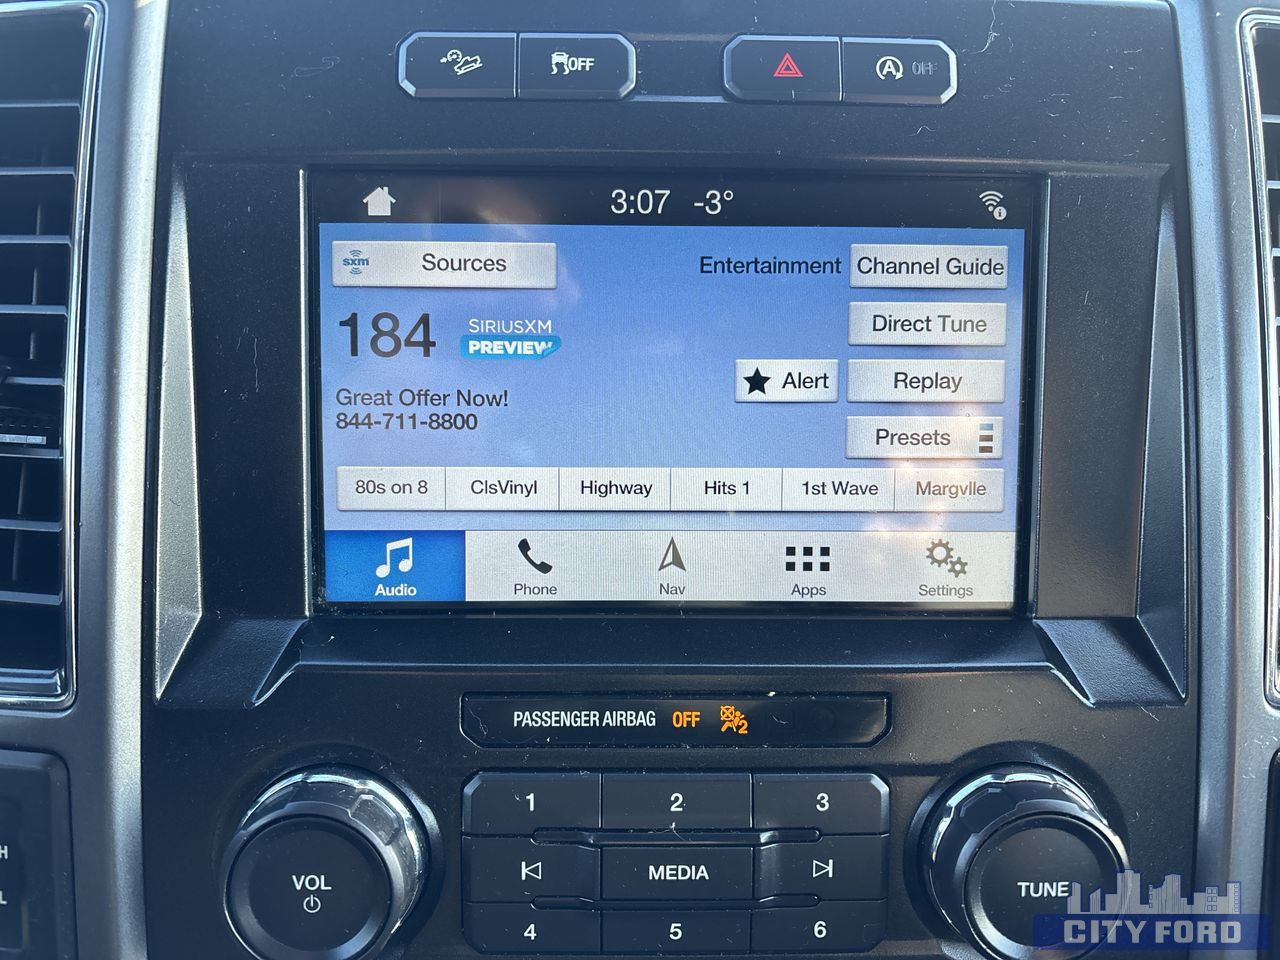 OFF
A OFF
3:07 -3°
sxm Sources
Entertainment
Channel Guide
184
SIRIUSXM
PREVIEW
Direct Tune
Alert
Replay
Great Offer Now!
844-711-8800
Presets
80s on 8
ClsVinyl
Highway
Hits 1
1st Wave
Margvlle
Audio
Phone
Nav
Apps
Settings
PASSENGER AIRBAG OFF 2
1
2
3
VOL
MEDIA
TUNE
4
5
6
CITY FORD